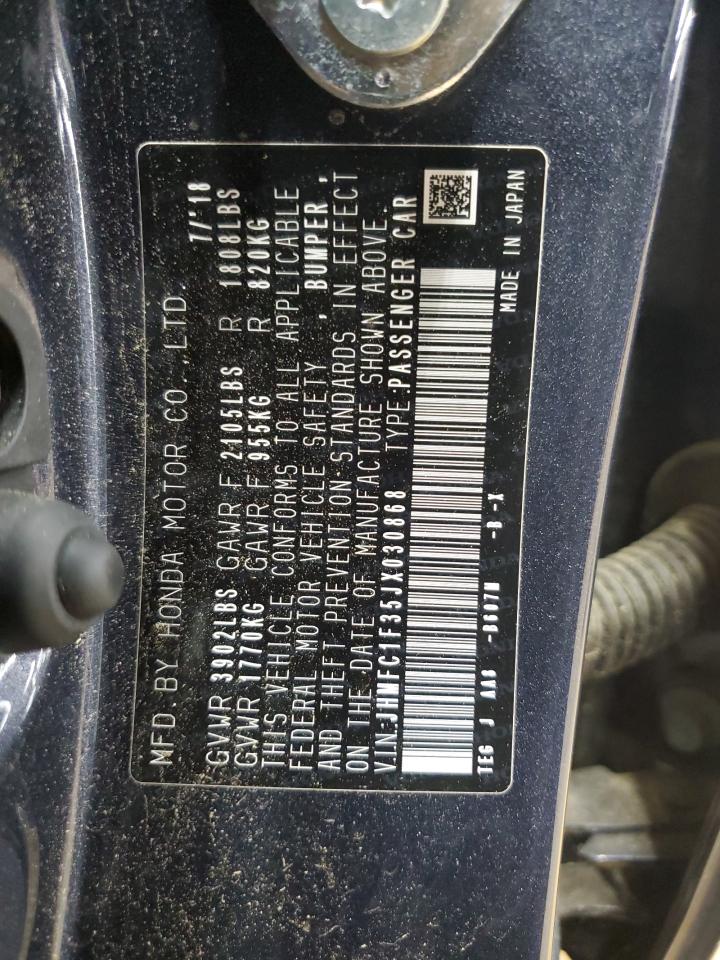 MFD. BY HONDA MOTOR CO., LTD. 7/'18
GVWR 3902LBS GAWR F 2105LBS R 1808LBS
GVWR 1770KG GAWR F 955KG R 820KG
THIS VEHICLE CONFORMS TO ALL APPLICABLE
FEDERAL MOTOR VEHICLE SAFETY , BUMPER ,
AND THEFT PREVENTION STANDARDS IN EFFECT
ON THE DATE OF MANUFACTURE SHOWN ABOVE.
V.I.N.:JHMFC1F35JX030868 TYPE:PASSENGER CAR
TEG J -B607M -B-X
MADE IN JAPAN